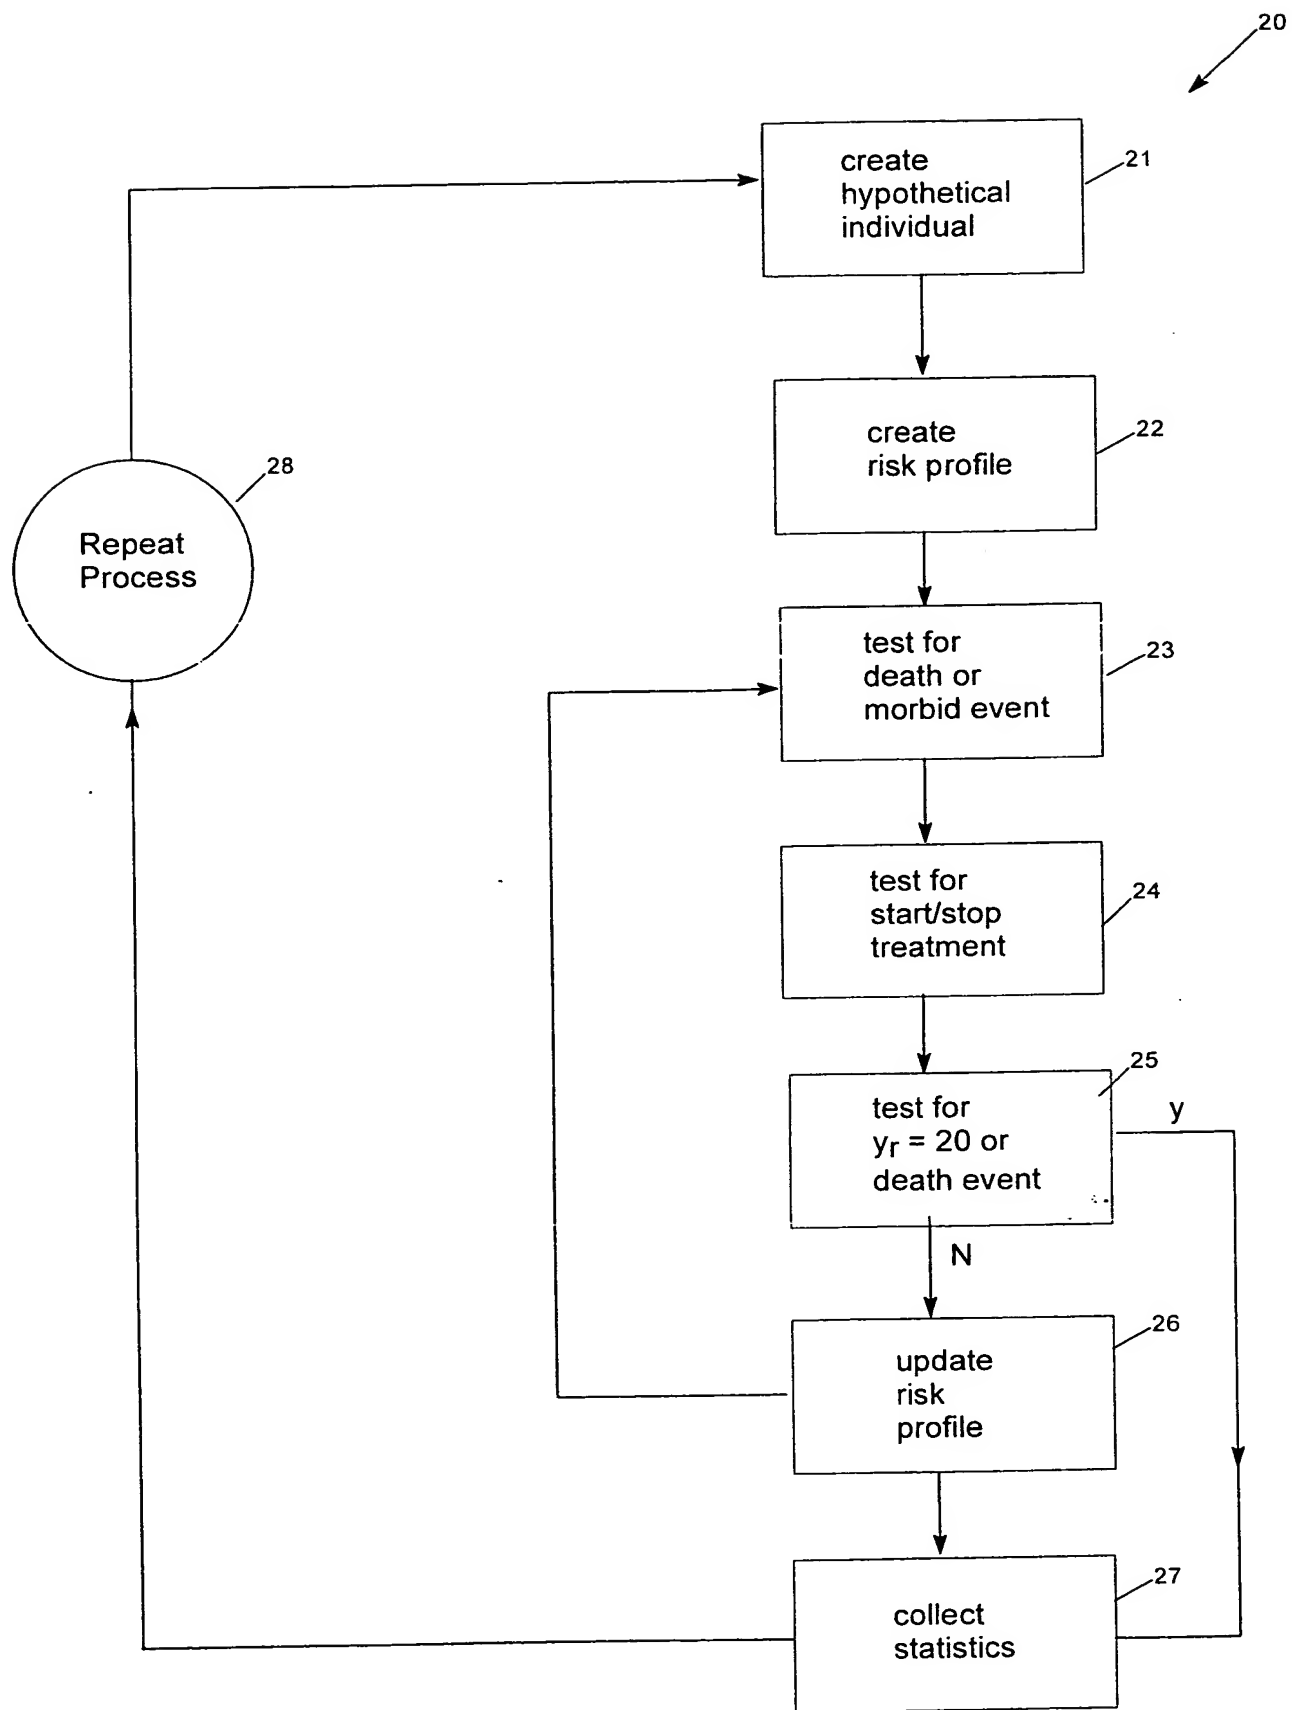 20
create
hypothetical
individual
21
create
risk profile
22
Repeat
Process
28
test for
death or
morbid event
23
test for
start/stop
treatment
24
test for
yr = 20 or
death event
25
y
N
update
risk
profile
26
collect
statistics
27